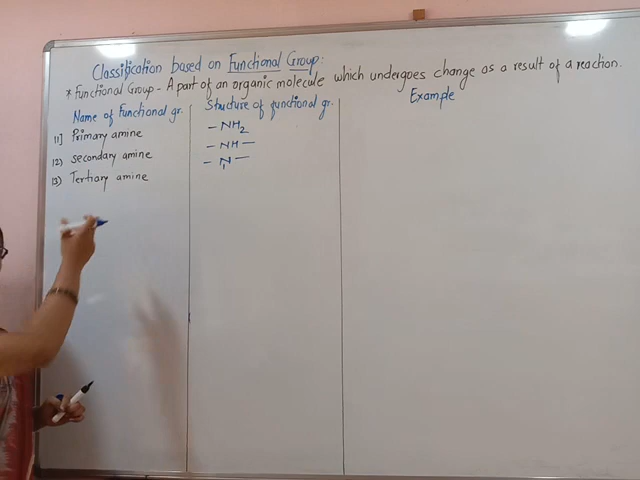 Classification based on Functional Group:
* Functional Group - A part of an organic molecule which undergoes change as a result of a reaction.
Name of Functional gr. Structure of functional gr. Example
11] Primary amine - NH2
12) secondary amine - NH -
13) Tertiary amine - N -